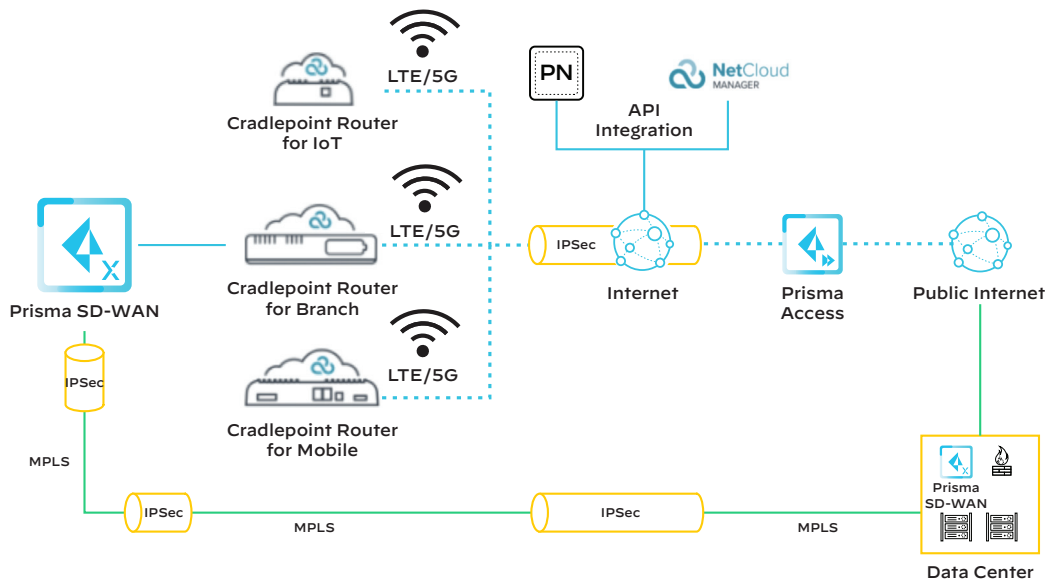 LTE/5G
Cradlepoint Router
for IoT
PN
NetCloud
MANAGER
API
Integration
LTE/5G
X
Prisma SD-WAN
Cradlepoint Router
for Branch
IPSec
Internet
Prisma
Access
Public Internet
LTE/5G
Cradlepoint Router
for Mobile
IPSec
MPLS
IPSec
MPLS
IPSec
MPLS
X
Prisma
SD-WAN
Data Center